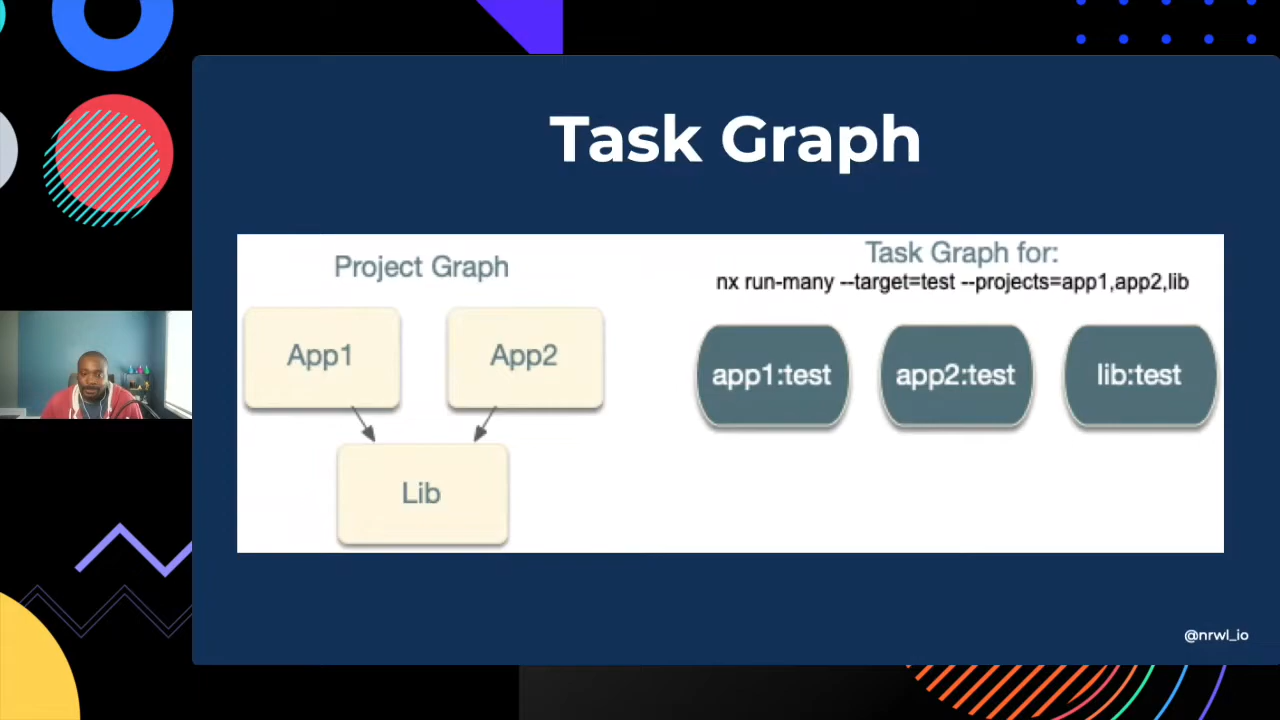 Task Graph
Project Graph
App1
App2
Lib
Task Graph for:
nx run-many --target=test --projects=app1,app2,lib
app1:test
app2:test
lib:test
@nrwl_io